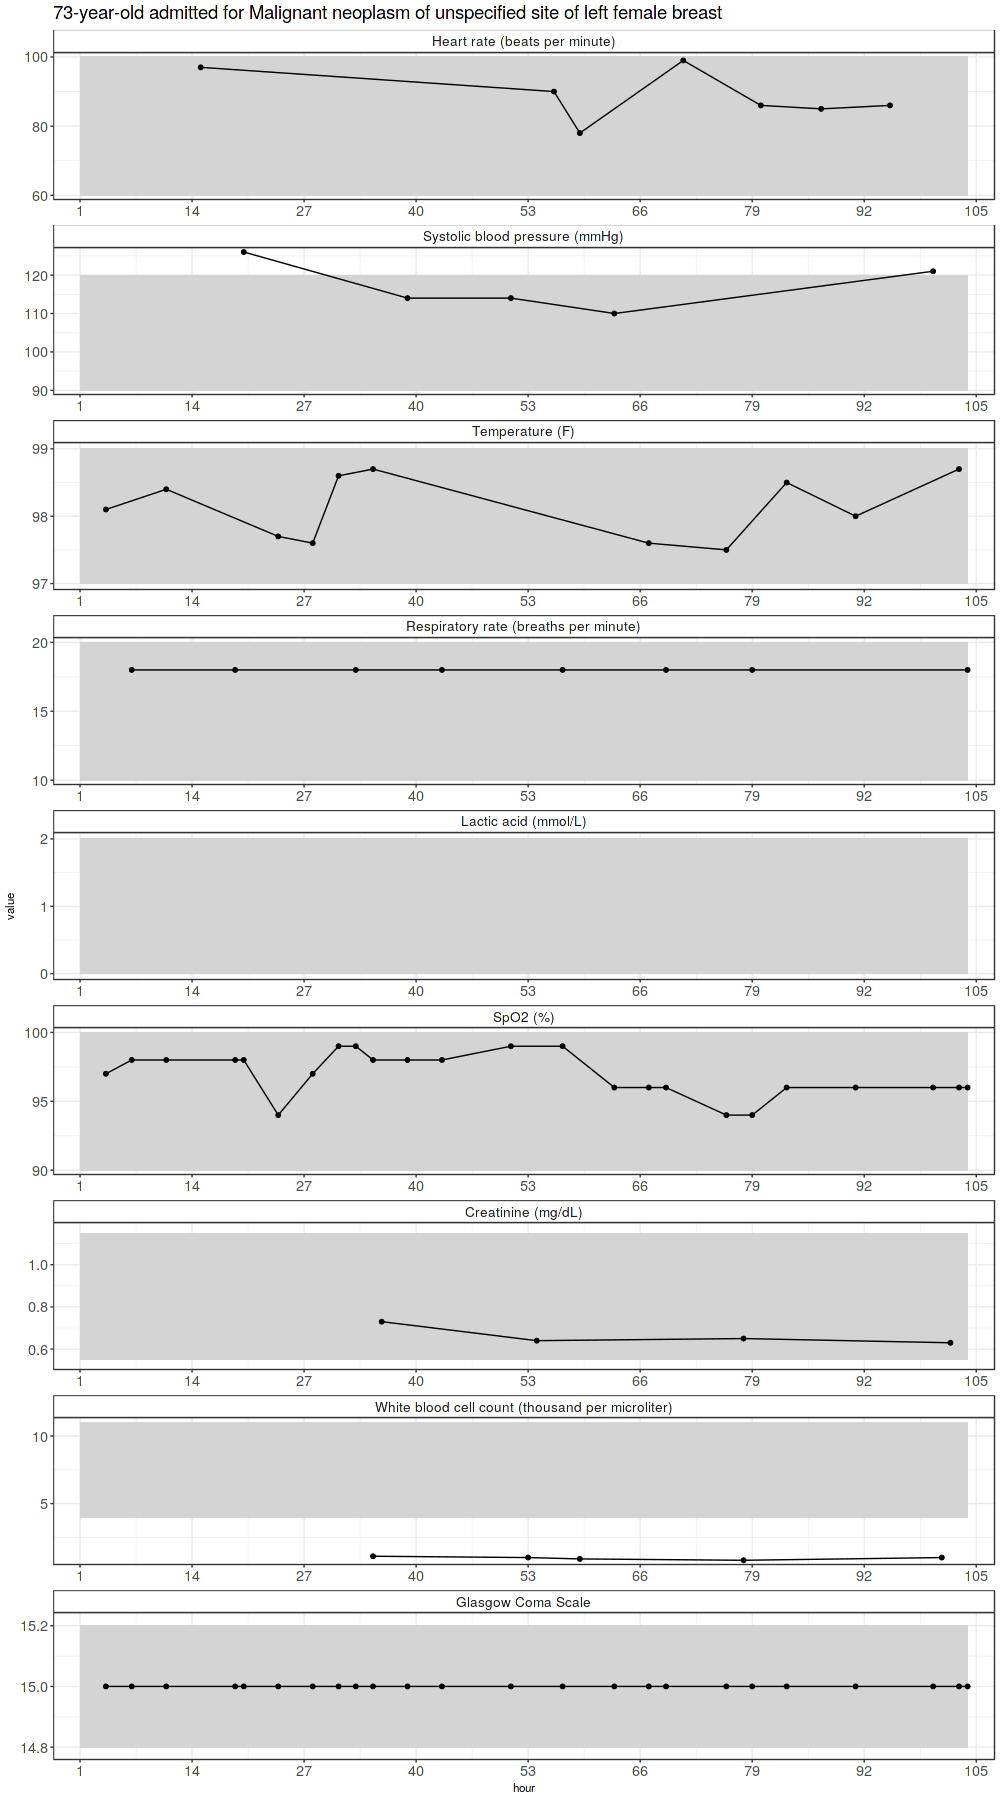 73-year-old admitted for Malignant neoplasm of unspecified site of left female breast
Heart rate (beats per minute)
100
80
60
1 14 27 40 53 66 79 92 105
Systolic blood pressure (mmHg)
120
110
100
90
1 14 27 40 53 66 79 92 105
Temperature (F)
99
98
97
1 14 27 40 53 66 79 92 105
Respiratory rate (breaths per minute)
20
15
10
1 14 27 40 53 66 79 92 105
Lactic acid (mmol/L)
2
1
0
1 14 27 40 53 66 79 92 105
value
SpO2 (%)
100
95
90
1 14 27 40 53 66 79 92 105
Creatinine (mg/dL)
1.0
0.8
0.6
1 14 27 40 53 66 79 92 105
White blood cell count (thousand per microliter)
10
5
1 14 27 40 53 66 79 92 105
Glasgow Coma Scale
15.2
15.0
14.8
1 14 27 40 53 66 79 92 105
hour